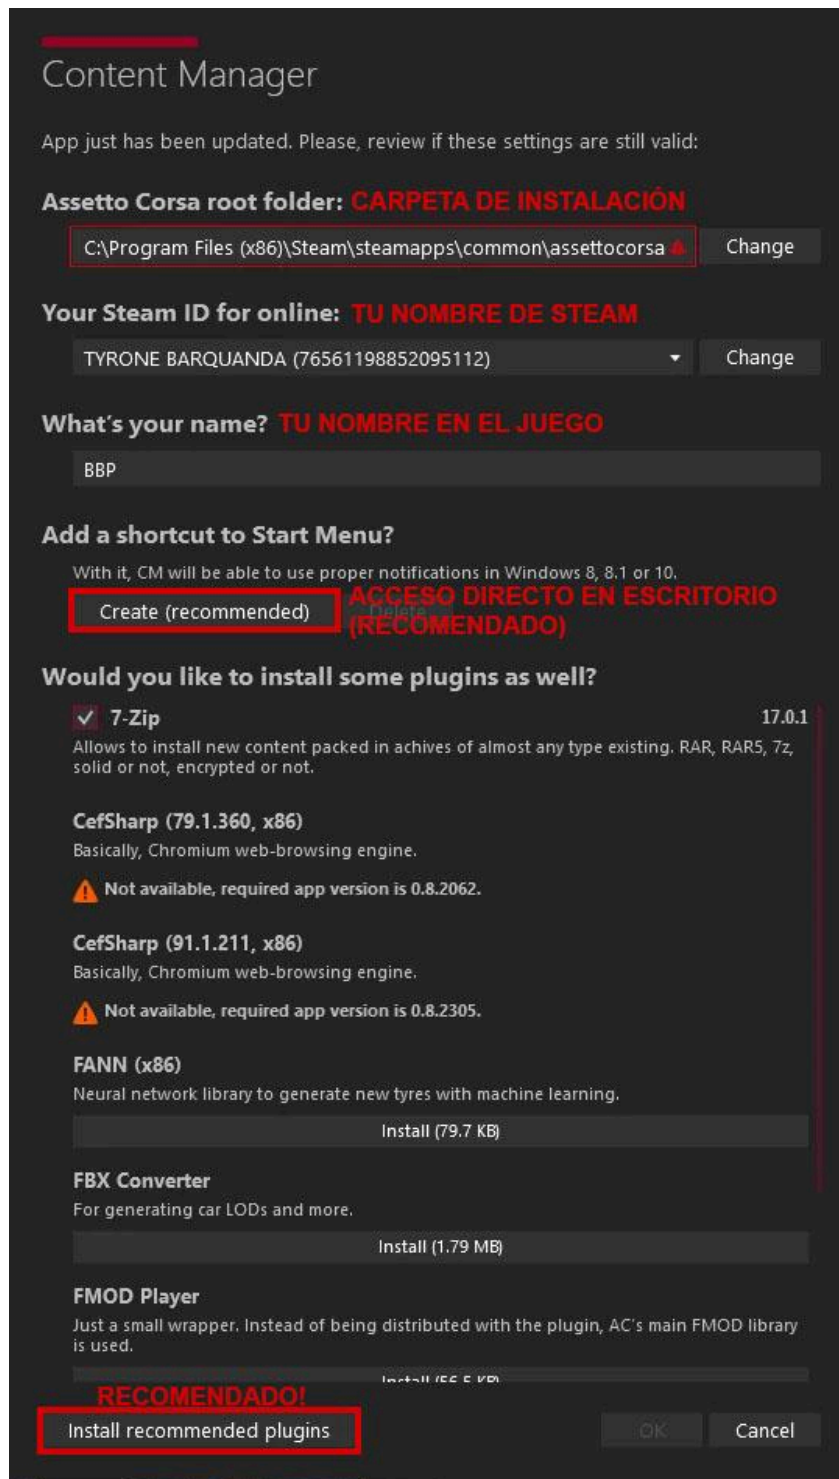 Content Manager
App just has been updated. Please, review if these settings are still valid:
Assetto Corsa root folder: CARPETA DE INSTALACIÓN
C:\Program Files (x86)\Steam\steamapps\common\assettocorsa Change
Your Steam ID for online: TU NOMBRE DE STEAM
TYRONE BARQUANDA (76561198852095112) Change
What's your name? TU NOMBRE EN EL JUEGO
BBP
Add a shortcut to Start Menu?
With it, CM will be able to use proper notifications in Windows 8, 8.1 or 10.
Create (recommended) Delete ACCESO DIRECTO EN ESCRITORIO
(RECOMENDADO)
Would you like to install some plugins as well?
7-Zip 17.0.1
Allows to install new content packed in achives of almost any type existing. RAR, RAR5, 7z,
solid or not, encrypted or not.
CefSharp (79.1.360, x86)
Basically, Chromium web-browsing engine.
Not available, required app version is 0.8.2062.
CefSharp (91.1.211, x86)
Basically, Chromium web-browsing engine.
Not available, required app version is 0.8.2305.
FANN (x86)
Neural network library to generate new tyres with machine learning.
Install (79.7 KB)
FBX Converter
For generating car LODs and more.
Install (1.79 MB)
FMOD Player
Just a small wrapper. Instead of being distributed with the plugin, AC's main FMOD library
is used.
Install (56.5 KB)
RECOMENDADO!
Install recommended plugins OK Cancel